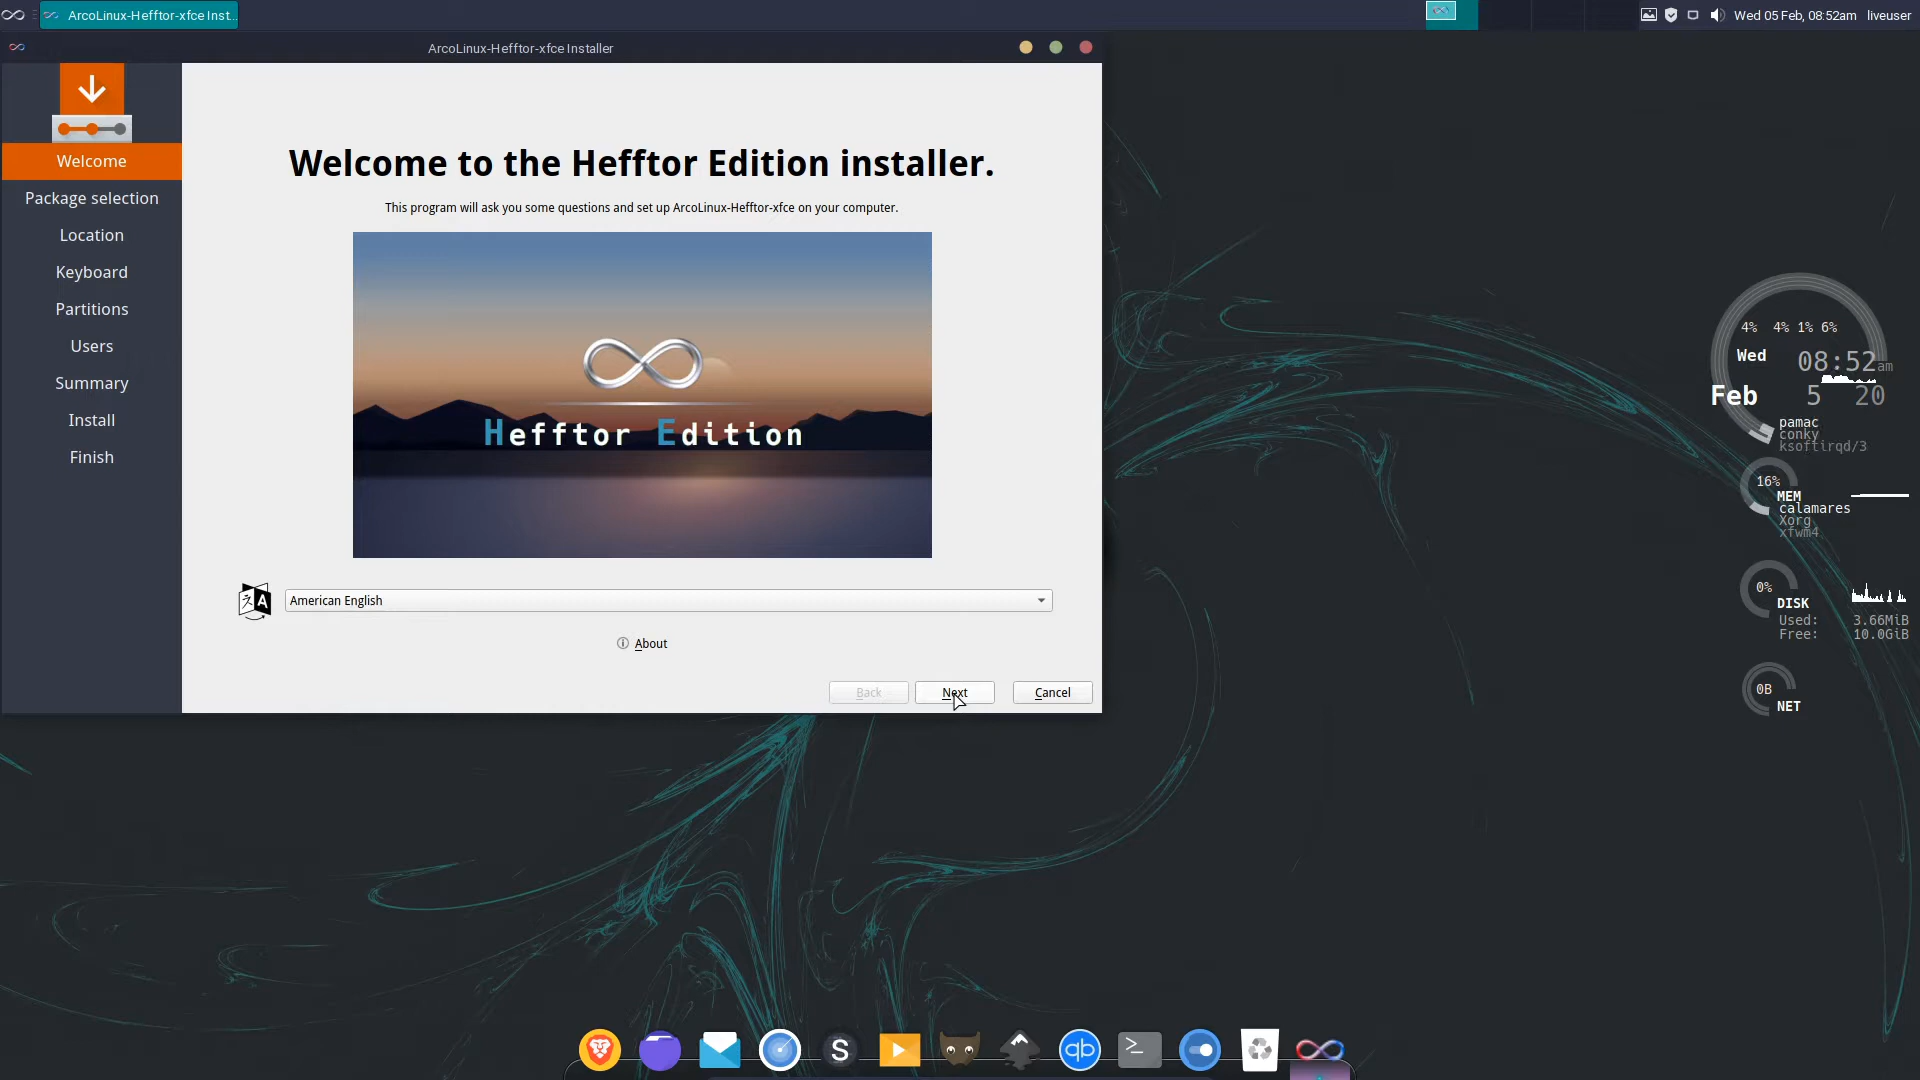 ArcoLinux-Hefftor-xfce Inst...
Wed 05 Feb, 08:52am
liveuser
ArcoLinux-Hefftor-xfce Installer
Welcome
Package selection
Location
Keyboard
Partitions
Users
Summary
Install
Finish
Welcome to the Hefftor Edition installer.
This program will ask you some questions and set up ArcoLinux-Hefftor-xfce on your computer.
Hefftor Edition
American English
About
Back
Next
Cancel
4% 4% 1% 6%
Wed 08:52am
Feb 5 20
pamac
conky
ksoftirqd/3
16%
MEM
calamares
Xorg
xfwm4
0%
DISK
Used: 3.66MiB
Free: 10.0GiB
0B
NET
S
qb